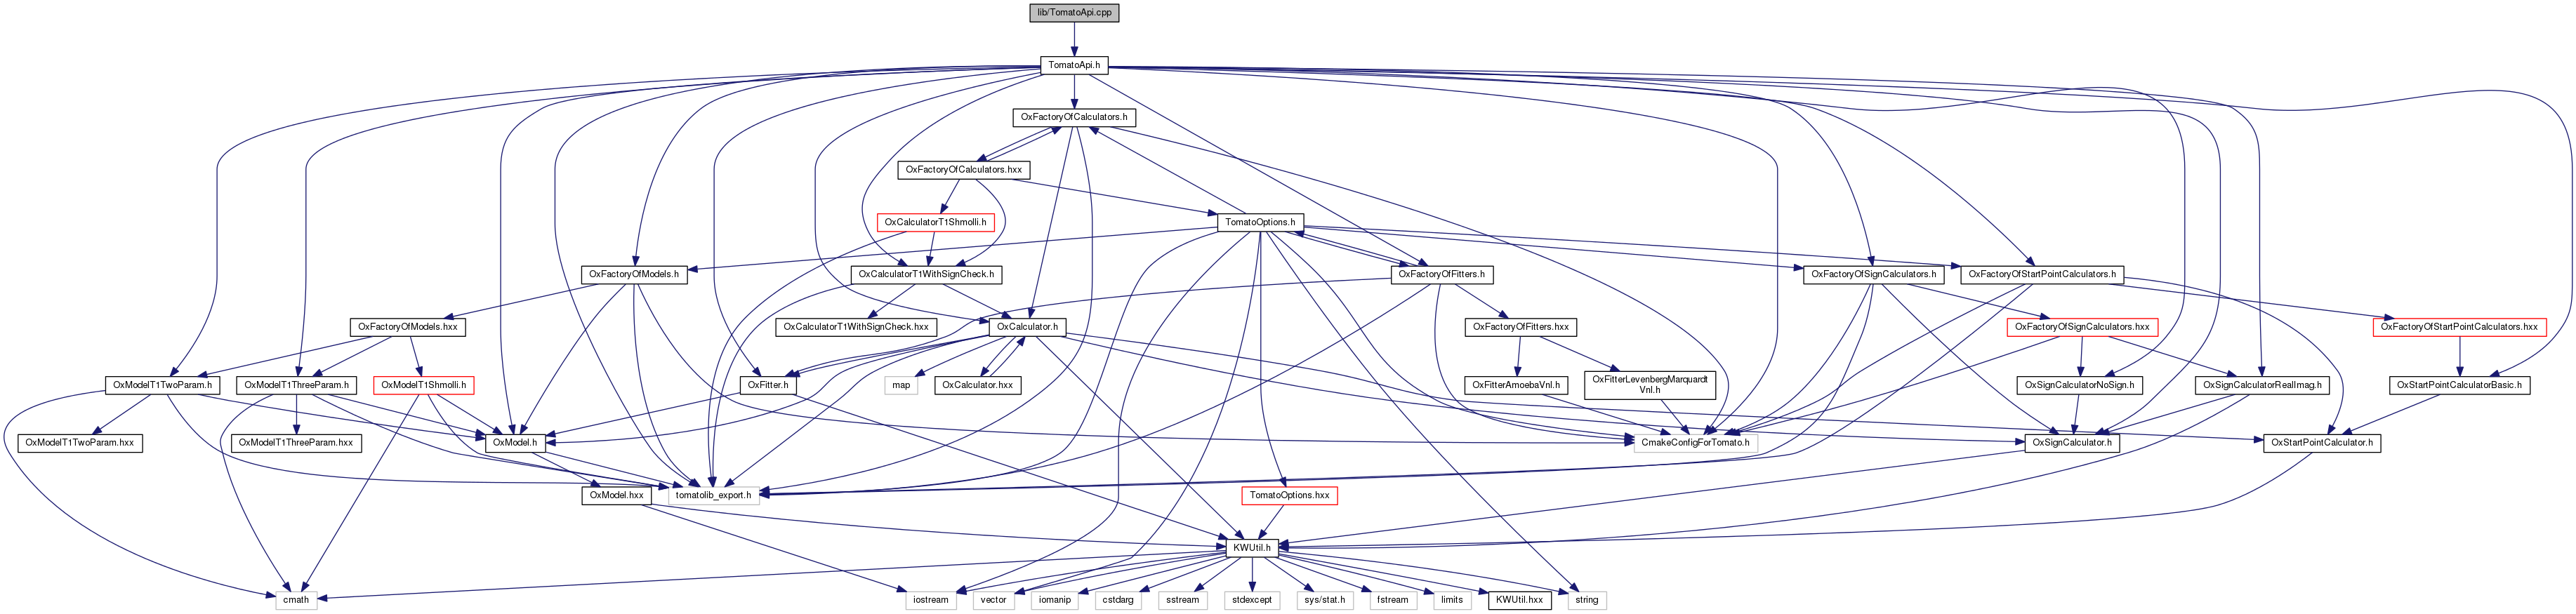 lib/TomatoApi.cpp
TomatoApi.h
OxFactoryOfCalculators.h
OxFactoryOfCalculators.hxx
OxCalculatorT1Shmolli.h
TomatoOptions.h
OxFactoryOfModels.h
OxCalculatorT1WithSignCheck.h
OxFactoryOfFitters.h
OxFactoryOfSignCalculators.h
OxFactoryOfStartPointCalculators.h
OxFactoryOfModels.hxx
OxCalculatorT1WithSignCheck.hxx
OxCalculator.h
OxFactoryOfFitters.hxx
OxFactoryOfSignCalculators.hxx
OxFactoryOfStartPointCalculators.hxx
OxModelT1TwoParam.h
OxModelT1ThreeParam.h
OxModelT1Shmolli.h
OxFitter.h
map
OxCalculator.hxx
OxFitterAmoebaVnl.h
OxFitterLevenbergMarquardt
Vnl.h
OxSignCalculatorNoSign.h
OxSignCalculatorRealImag.h
OxStartPointCalculatorBasic.h
OxModelT1TwoParam.hxx
OxModelT1ThreeParam.hxx
OxModel.h
CmakeConfigForTomato.h
OxSignCalculator.h
OxStartPointCalculator.h
OxModel.hxx
tomatolib_export.h
TomatoOptions.hxx
KWUtil.h
cmath
iostream
vector
iomanip
cstdarg
sstream
stdexcept
sys/stat.h
fstream
limits
KWUtil.hxx
string